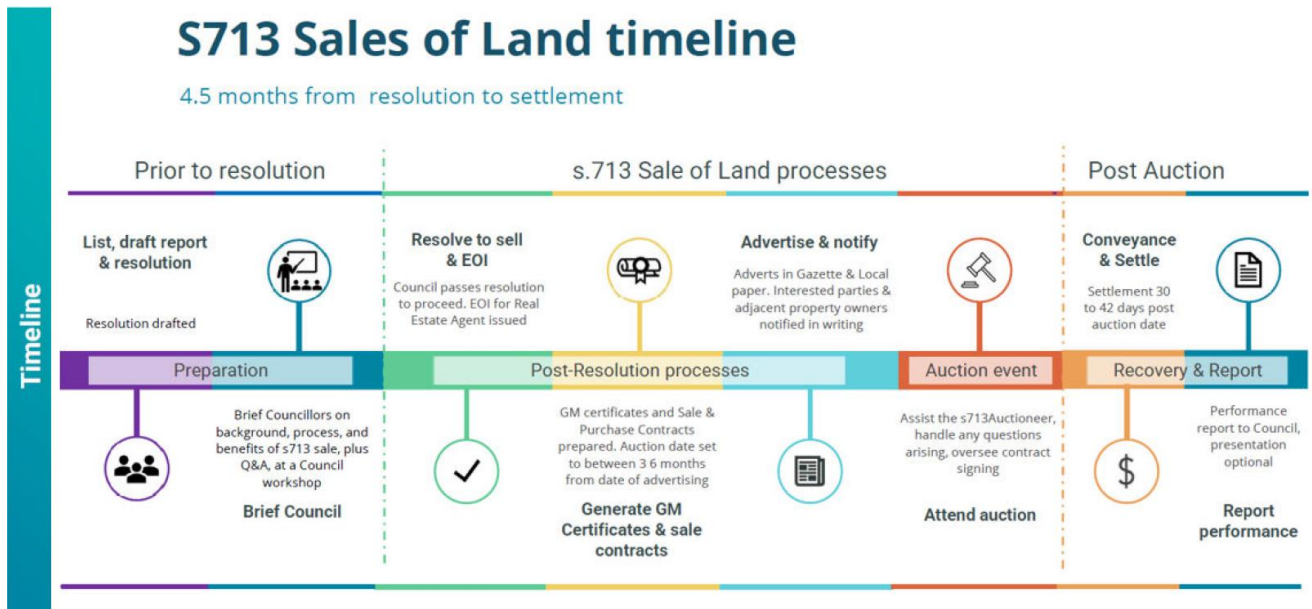 S713 Sales of Land timeline
4.5 months from resolution to settlement
Timeline
Prior to resolution
s.713 Sale of Land processes
Post Auction
List, draft report
& resolution
Resolution drafted
Resolve to sell
& EOI
Council passes resolution
to proceed. EOI for Real
Estate Agent issued
Advertise & notify
Adverts in Gazette & Local
paper. Interested parties &
adjacent property owners
notified in writing
Conveyance
& Settle
Settlement 30
to 42 days post
auction date
Preparation
Post-Resolution processes
Auction event
Recovery & Report
Brief Councillors on
background, process, and
benefits of s713 sale, plus
Q&A, at a Council
workshop
Brief Council
GM certificates and Sale &
Purchase Contracts
prepared. Auction date set
to between 3 6 months
from date of advertising
Generate GM
Certificates & sale
contracts
Assist the s713Auctioneer,
handle any questions
arising, oversee contract
signing
Attend auction
$
Performance
report to Council,
presentation
optional
Report
performance